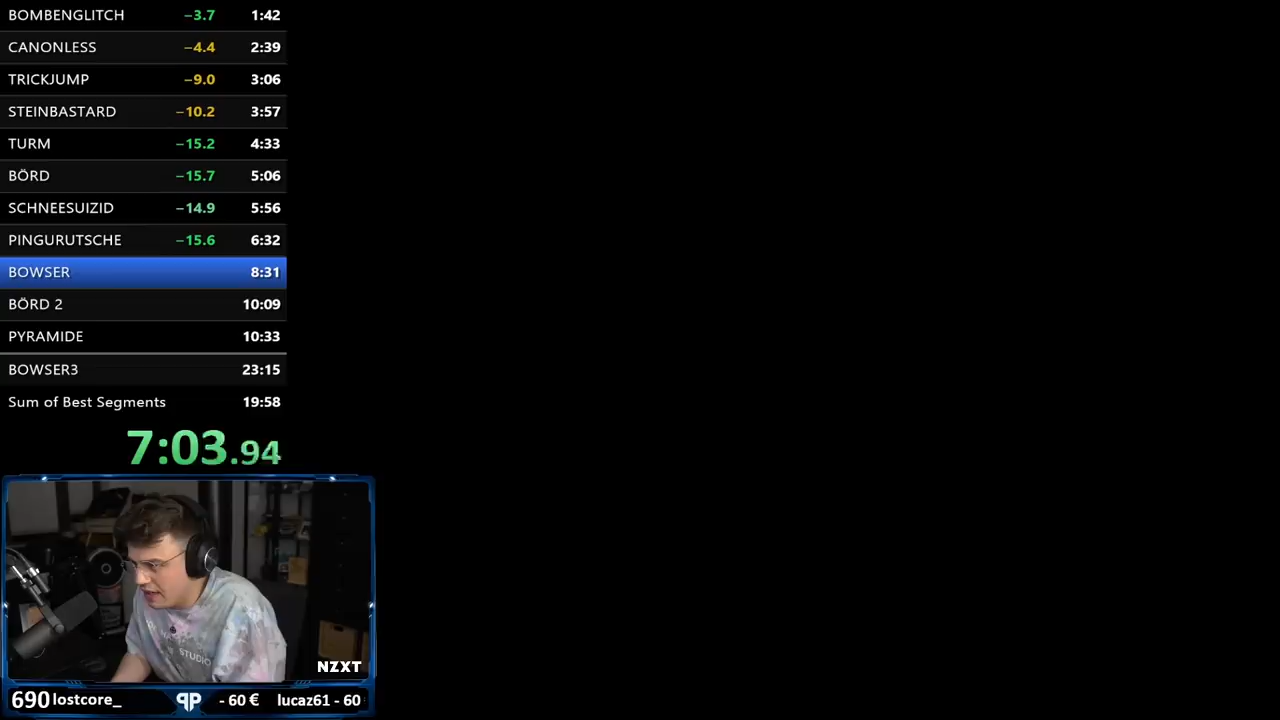 BOMBENGLITCH −3.7 1:42
CANONLESS −4.4 2:39
TRICKJUMP −9.0 3:06
STEINBASTARD −10.2 3:57
TURM −15.2 4:33
BÖRD −15.7 5:06
SCHNEESUIZID −14.9 5:56
PINGURUTSCHE −15.6 6:32
BOWSER 8:31
BÖRD 2 10:09
PYRAMIDE 10:33
BOWSER3 23:15
Sum of Best Segments 19:58
7:03.94
STUDIO
NZXT
690 lostcore_ - 60 € lucaz61 - 60